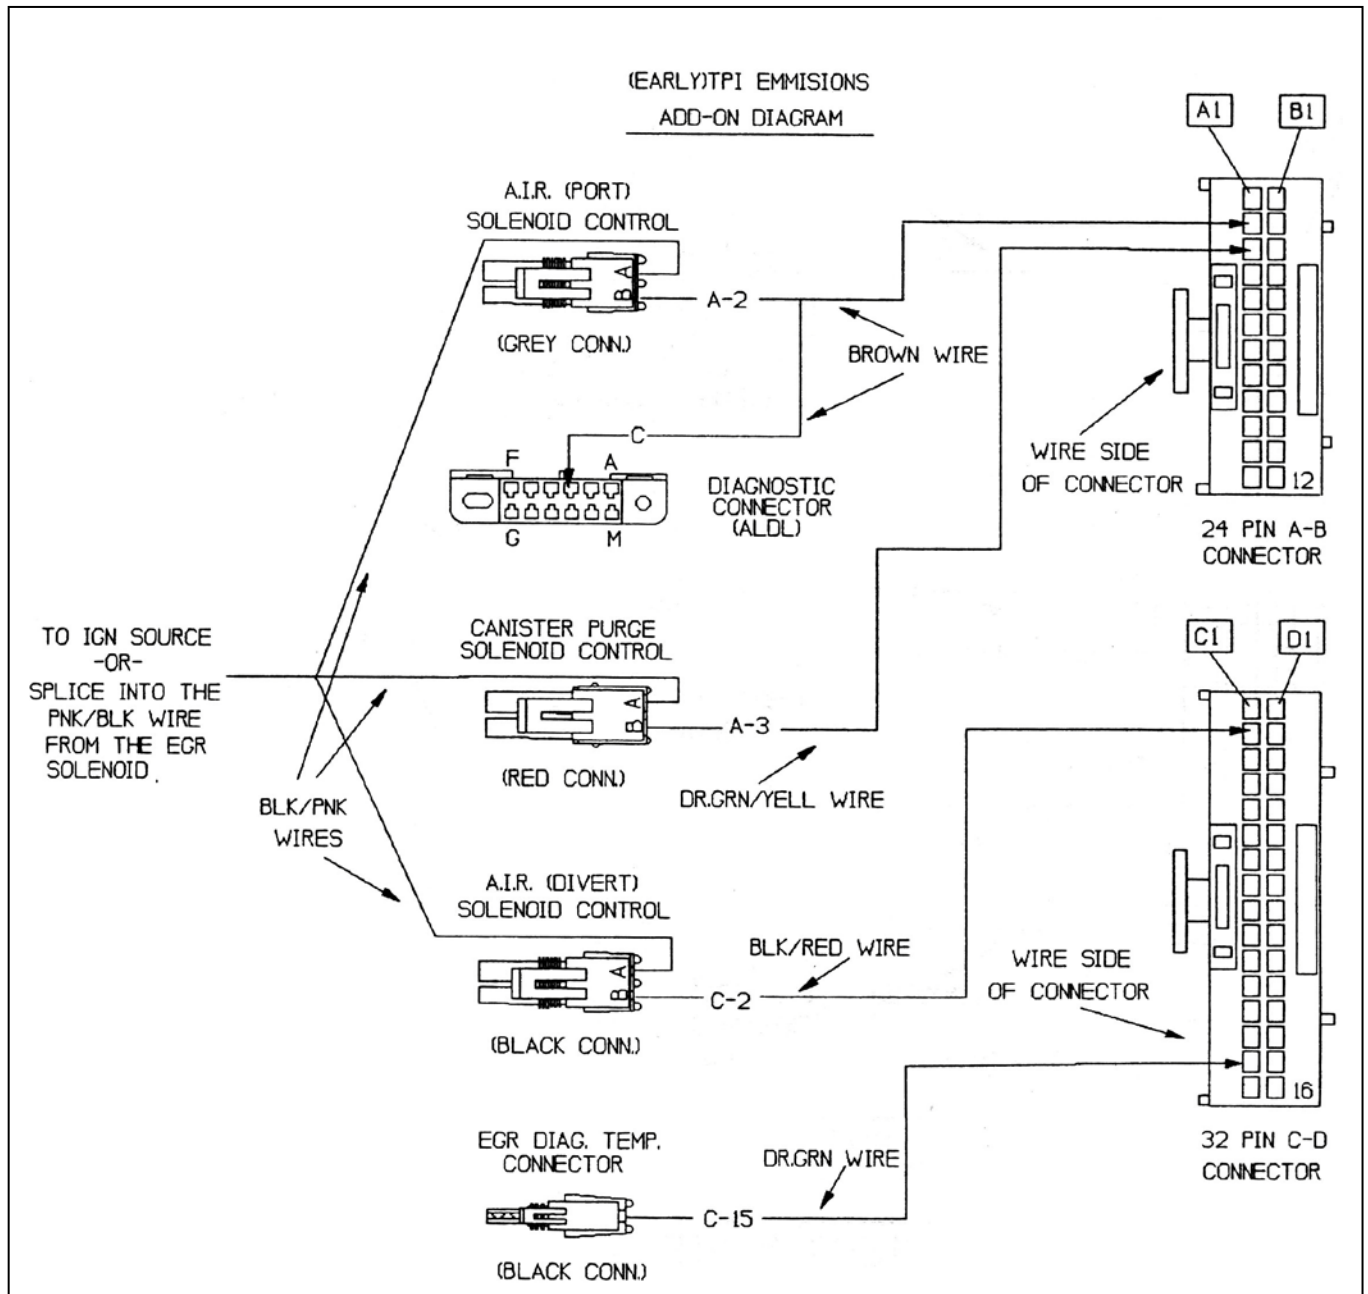 (EARLY)TPI EMMISIONS
ADD-ON DIAGRAM
A1
B1
A.I.R. (PORT)
SOLENOID CONTROL
A
B
A-2
(GREY CONN.)
BROWN WIRE
C
F
A
G
M
DIAGNOSTIC
CONNECTOR
(ALDL)
WIRE SIDE
OF CONNECTOR
12
24 PIN A-B
CONNECTOR
TO IGN SOURCE
-OR-
SPLICE INTO THE
PNK/BLK WIRE
FROM THE EGR
SOLENOID.
CANISTER PURGE
SOLENOID CONTROL
A
B
A-3
(RED CONN.)
DR.GRN/YELL WIRE
BLK/PNK
WIRES
C1
D1
A.I.R. (DIVERT)
SOLENOID CONTROL
A
B
C-2
BLK/RED WIRE
(BLACK CONN.)
WIRE SIDE
OF CONNECTOR
16
32 PIN C-D
CONNECTOR
EGR DIAG. TEMP.
CONNECTOR
DR.GRN WIRE
C-15
(BLACK CONN.)